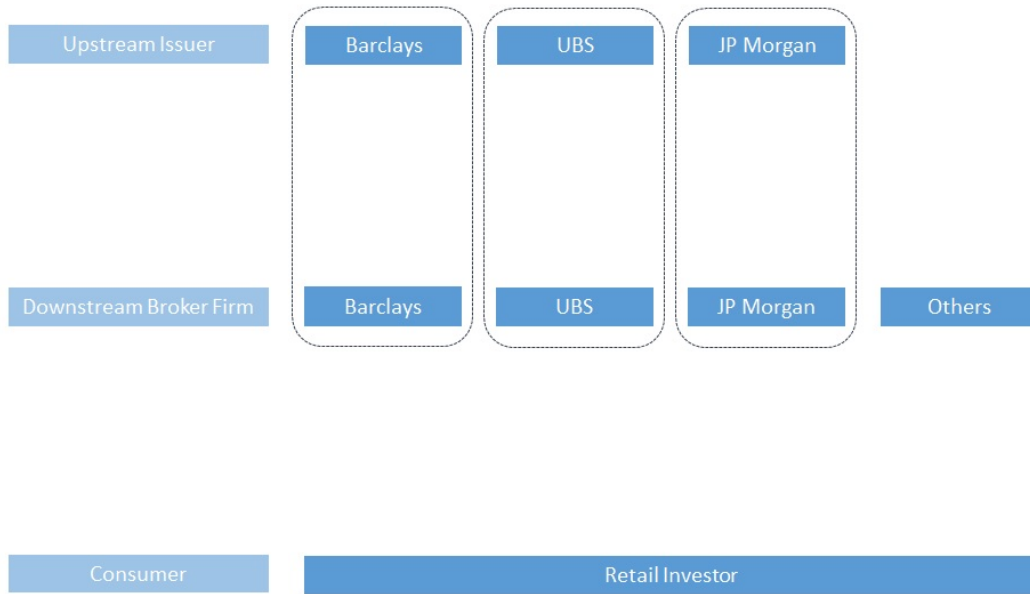 Upstream Issuer
Barclays
UBS
JP Morgan
Downstream Broker Firm
Barclays
UBS
JP Morgan
Others
Consumer
Retail Investor